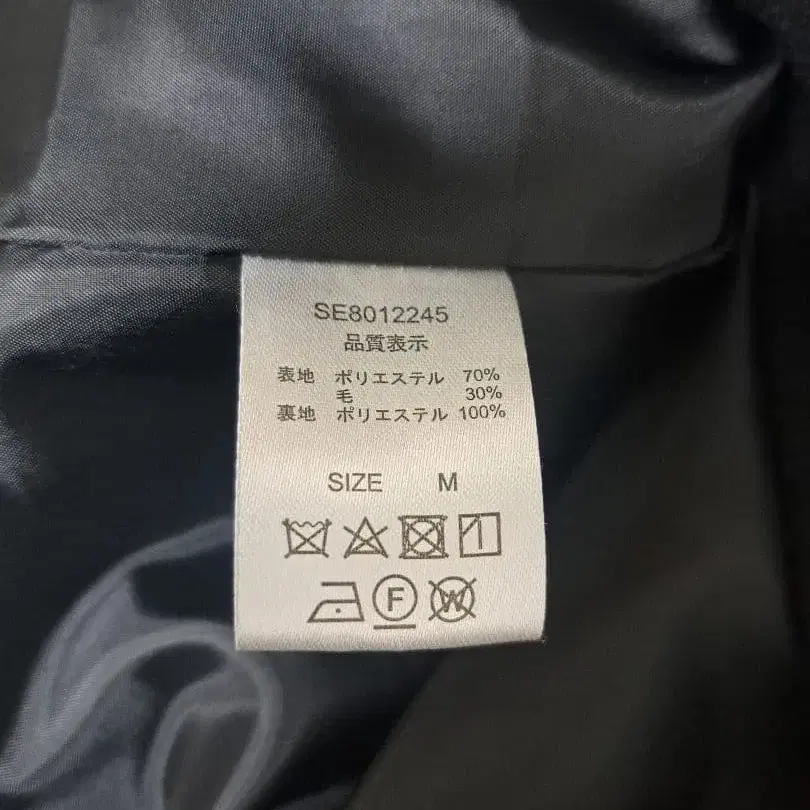 SE8012245
品質表示
表地 ポリエステル 70%
毛 30%
裏地 ポリエステル 100%
SIZE M
F W